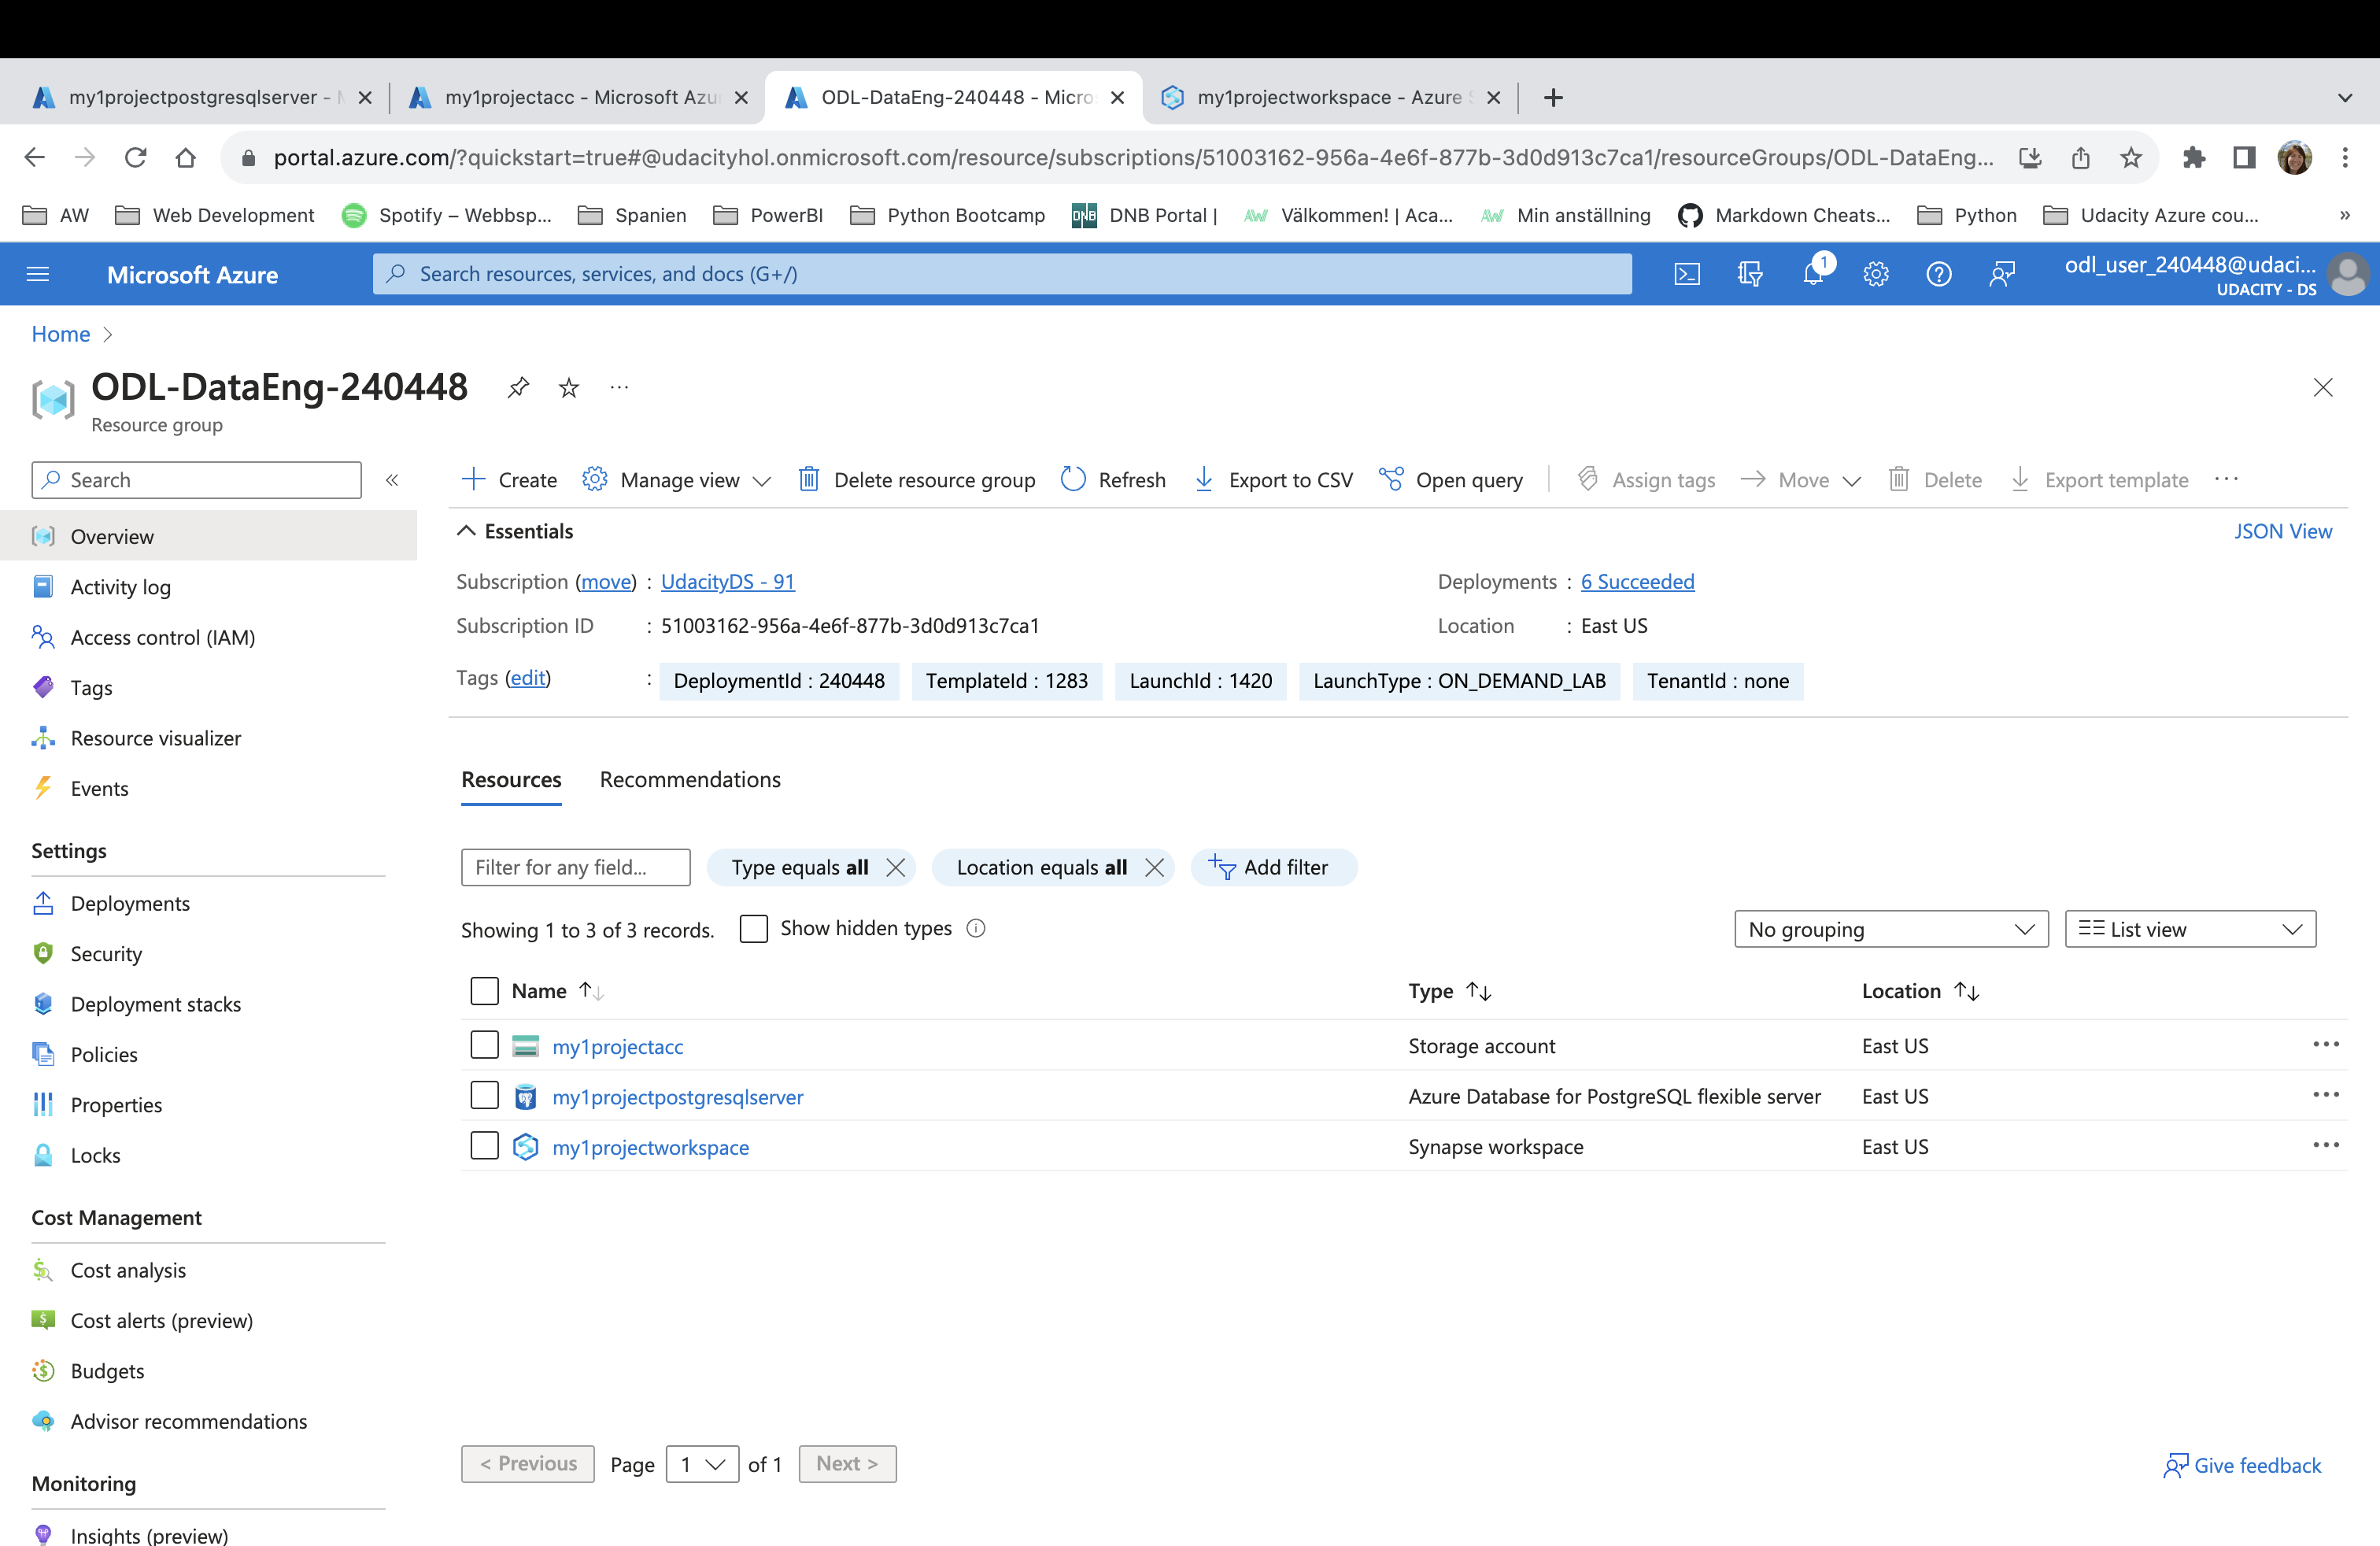 my1projectpostgresqlserver - M
my1projectacc - Microsoft Azu
ODL-DataEng-240448 - Micro
my1projectworkspace - Azure S
portal.azure.com/?quickstart=true#@udacityhol.onmicrosoft.com/resource/subscriptions/51003162-956a-4e6f-877b-3d0d913c7ca1/resourceGroups/ODL-DataEng...
AW Web Development Spotify – Webbsp... Spanien PowerBI Python Bootcamp DNB DNB Portal | AW Välkommen! | Aca... AW Min anställning Markdown Cheats... Python Udacity Azure cou... »
Microsoft Azure
Search resources, services, and docs (G+/)
1
odl_user_240448@udaci...
UDACITY - DS
Home >
ODL-DataEng-240448
Resource group
Search
«
Create Manage view Delete resource group Refresh Export to CSV Open query Assign tags Move Delete Export template ...
Overview
Activity log
Access control (IAM)
Tags
Resource visualizer
Events
Settings
Deployments
Security
Deployment stacks
Policies
Properties
Locks
Cost Management
Cost analysis
Cost alerts (preview)
Budgets
Advisor recommendations
Monitoring
Insights (preview)
Essentials
JSON View
Subscription (move) : UdacityDS - 91
Deployments : 6 Succeeded
Subscription ID : 51003162-956a-4e6f-877b-3d0d913c7ca1
Location : East US
Tags (edit) : DeploymentId : 240448 TemplateId : 1283 LaunchId : 1420 LaunchType : ON_DEMAND_LAB TenantId : none
Resources Recommendations
Filter for any field... Type equals all Location equals all Add filter
Showing 1 to 3 of 3 records. Show hidden types No grouping List view
Name Type Location
my1projectacc Storage account East US
my1projectpostgresqlserver Azure Database for PostgreSQL flexible server East US
my1projectworkspace Synapse workspace East US
< Previous Page 1 of 1 Next >
Give feedback